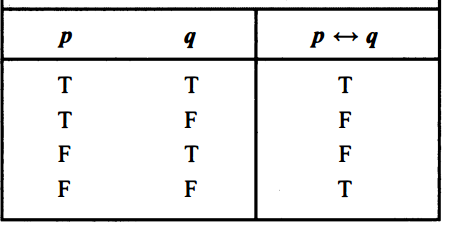 p q p ↔ q
T T T
T F F
F T F
F F T